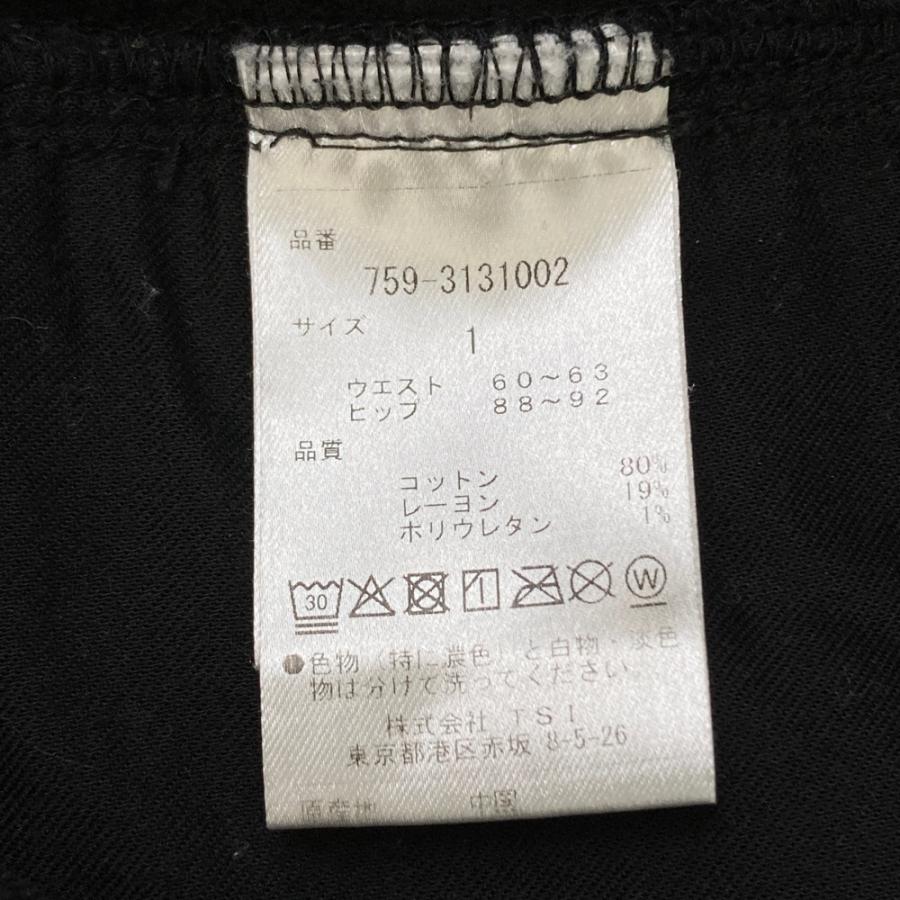 品番
759-3131002
サイズ
1
ウエスト 60～63
ヒップ 88～92
品質
コットン 80%
レーヨン 19%
ポリウレタン 1%
30 W
●色物（特に濃色）と白物・淡色
物は分けて洗ってください。
株式会社 TSI
東京都港区赤坂 8-5-26
原産地 中国